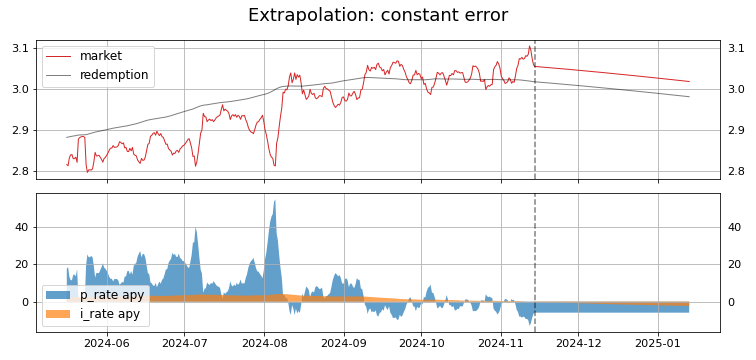 Extrapolation: constant error
3.1
3.0
2.9
2.8
market
redemption
3.1
3.0
2.9
2.8
40
20
0
p_rate apy
i_rate apy
40
20
0
2024-06 2024-07 2024-08 2024-09 2024-10 2024-11 2024-12 2025-01